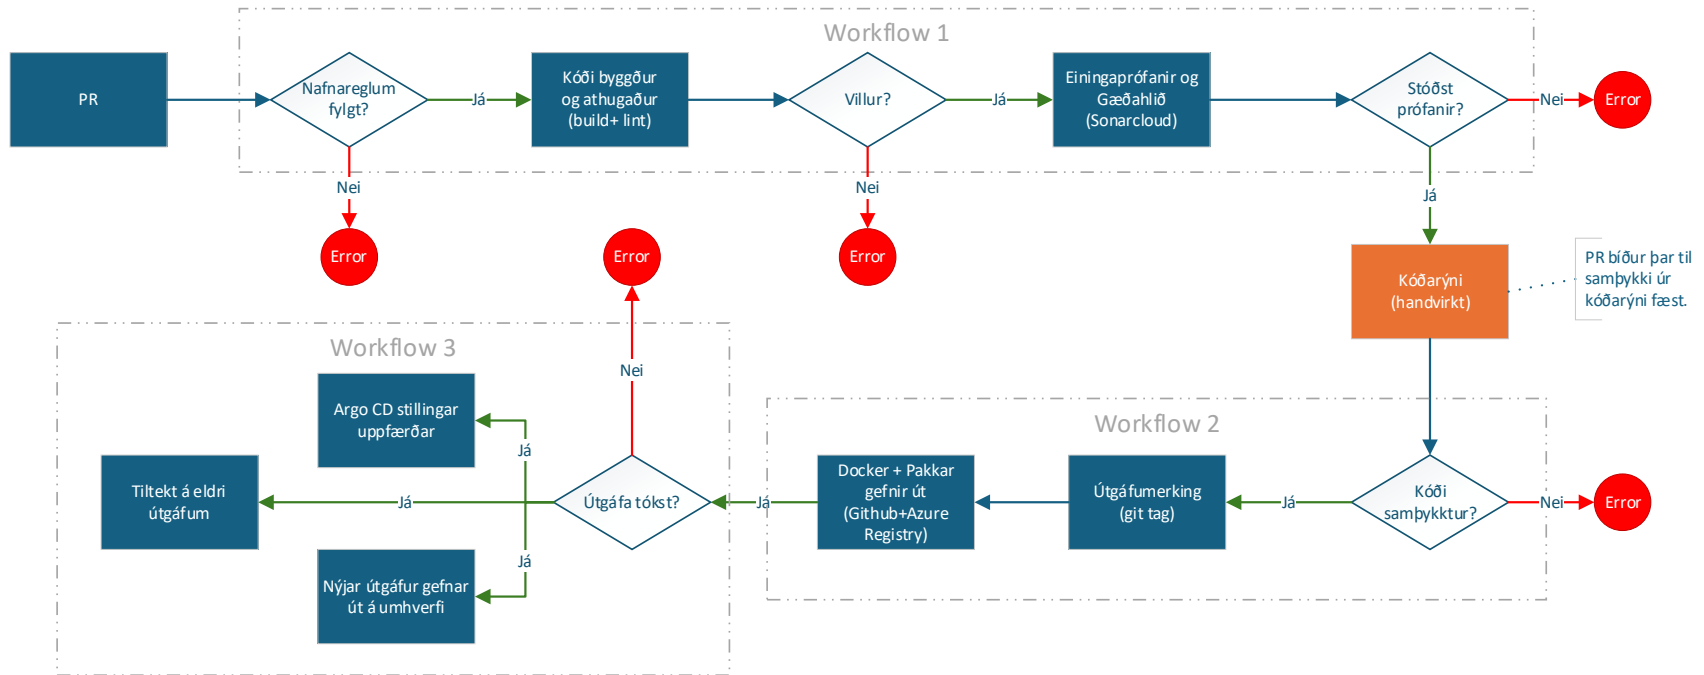 Workflow 1
PR
Nafnareglum
fylgt?
Já
Kóði byggður
og athugaður
(build+ lint)
Villur?
Já
Einingaprófanir og
Gæðahlið
(Sonarcloud)
Stóðst
prófanir?
Nei
Error
Nei
Error
Nei
Error
Já
Kóðarýni
(handvirkt)
PR bíður þar til
samþykki úr
kóðarýni fæst.
Workflow 2
Kóði
samþykktur?
Nei
Error
Já
Útgáfumerking
(git tag)
Docker + Pakkar
gefnir út
(Github+Azure
Registry)
Já
Workflow 3
Útgáfa tókst?
Nei
Error
Já
Argo CD stillingar
uppfærðar
Já
Tiltekt á eldri
útgáfum
Já
Nýjar útgáfur gefnar
út á umhverfi